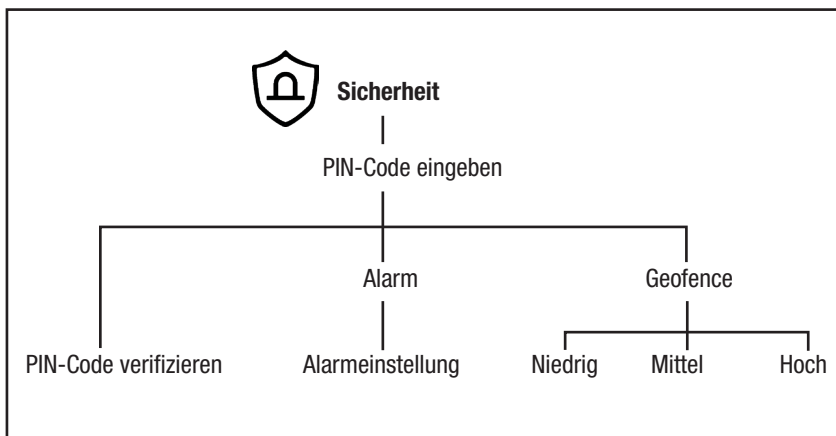 Sicherheit
PIN-Code eingeben
Alarm Geofence
PIN-Code verifizieren Alarmeinstellung Niedrig Mittel Hoch